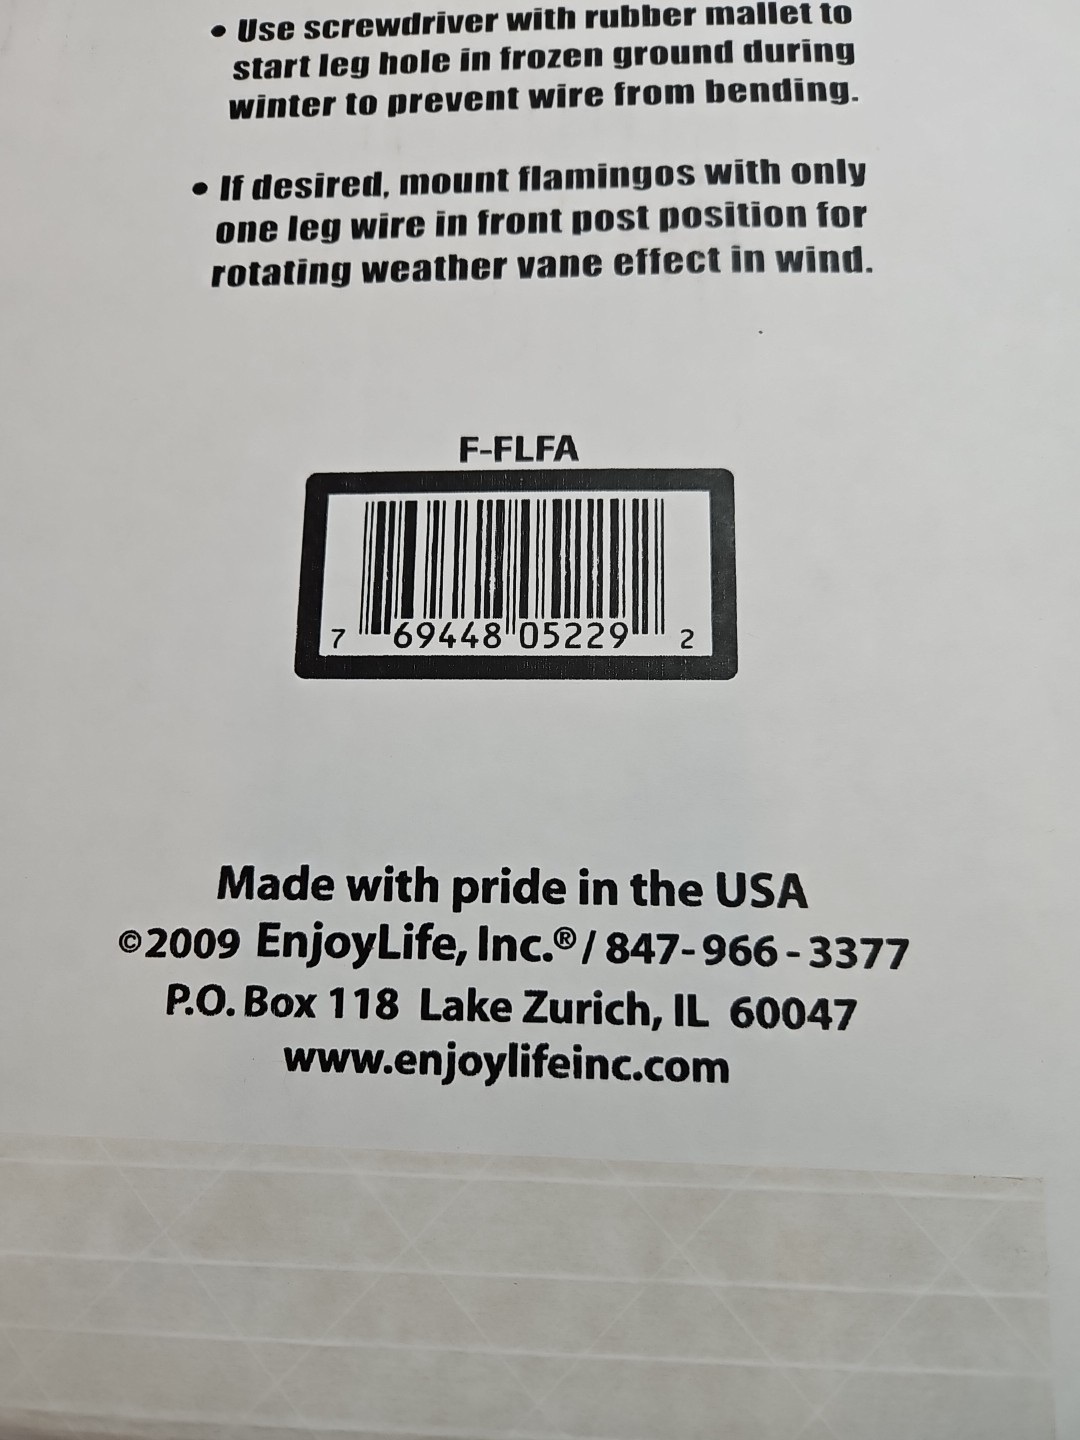 • Use screwdriver with rubber mallet to
start leg hole in frozen ground during
winter to prevent wire from bending.
• If desired, mount flamingos with only
one leg wire in front post position for
rotating weather vane effect in wind.
F-FLFA
7 69448 05229 2
Made with pride in the USA
©2009 EnjoyLife, Inc.® / 847-966-3377
P.O. Box 118 Lake Zurich, IL 60047
www.enjoylifeinc.com